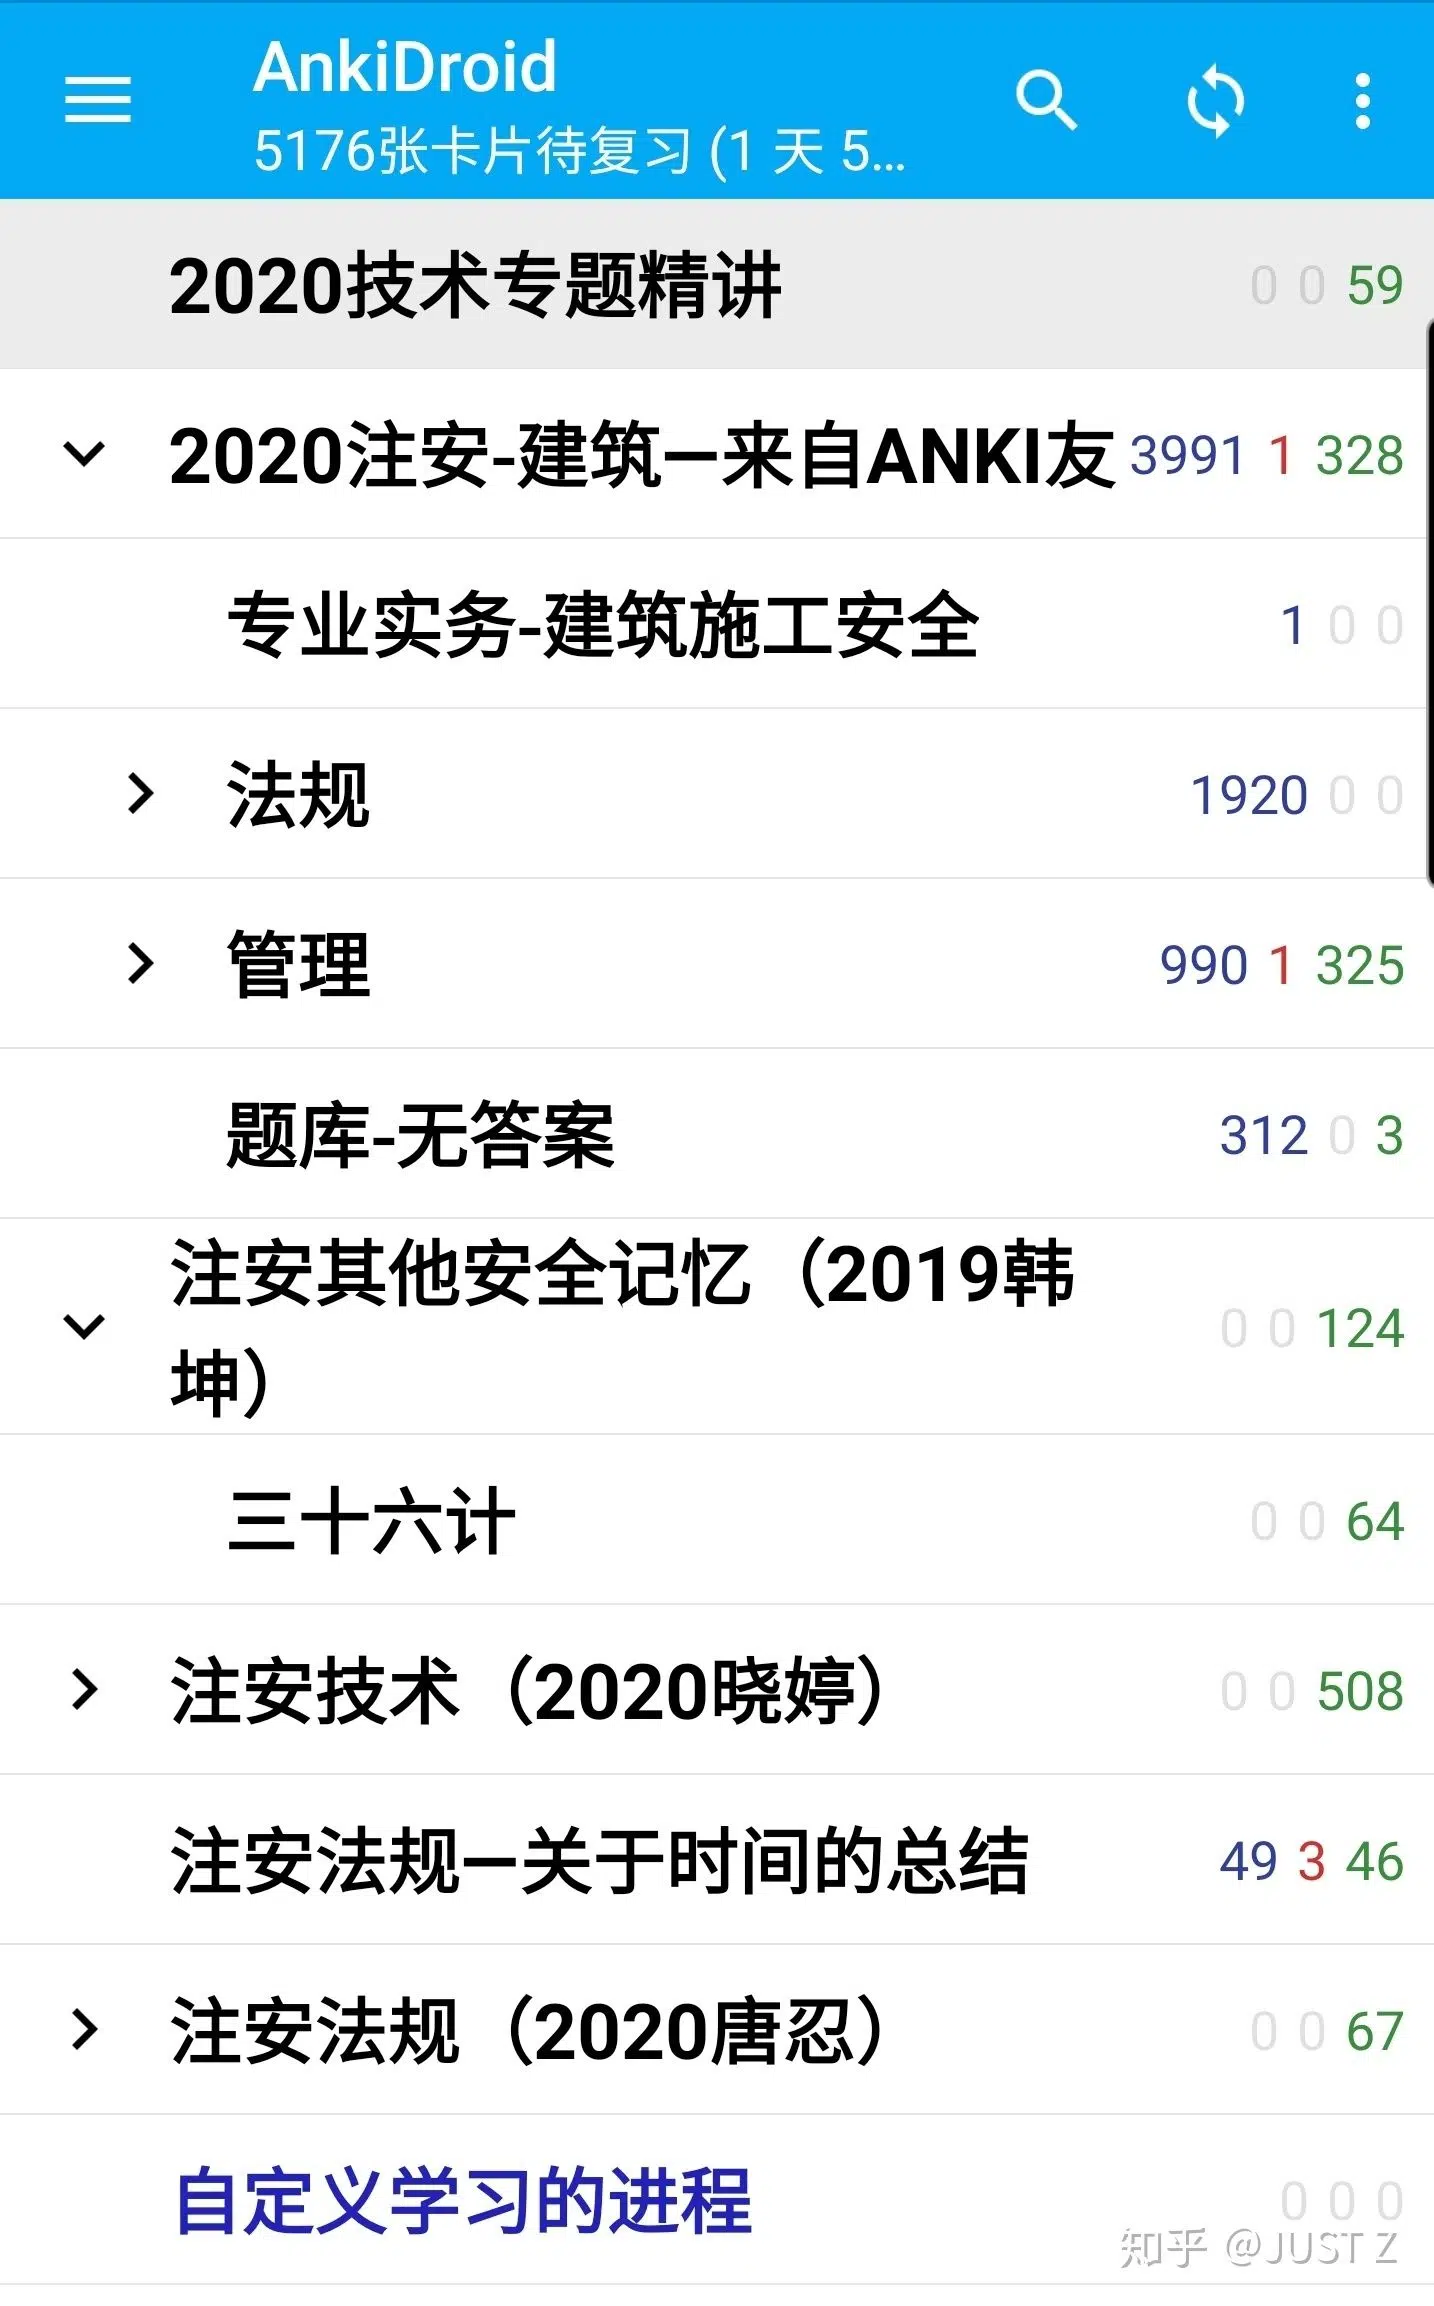 AnkiDroid
5176张卡片待复习 (1 天 5...
2020技术专题精讲 0 0 59
2020注安-建筑—来自ANKI友 3991 1 328
专业实务-建筑施工安全 1 0 0
法规 1920 0 0
管理 990 1 325
题库-无答案 312 0 3
注安其他安全记忆（2019韩
坤） 0 0 124
三十六计 0 0 64
注安技术（2020晓婷） 0 0 508
注安法规—关于时间的总结 49 3 46
注安法规（2020唐忍） 0 0 67
自定义学习的进程 0 0 0
知乎 @JUST Z